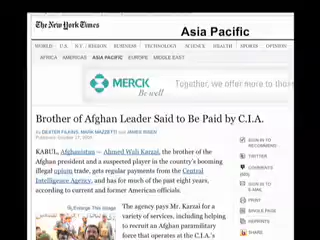 The New York Times
Asia Pacific
WORLD U.S. N.Y. / REGION BUSINESS TECHNOLOGY SCIENCE HEALTH SPORTS OPINION
AFRICA AMERICAS ASIA PACIFIC EUROPE MIDDLE EAST
MERCK
Be well
Together, we offer more to
Brother of Afghan Leader Said to Be Paid by C.I.A.
By DEXTER FILKINS, MARK MAZZETTI and JAMES RISEN
Published: October 27, 2009
KABUL, Afghanistan — Ahmed Wali Karzai, the brother of the
Afghan president and a suspected player in the country's booming
illegal opium trade, gets regular payments from the Central
Intelligence Agency, and has for much of the past eight years,
according to current and former American officials.
Enlarge This Image
The agency pays Mr. Karzai for a
variety of services, including helping
to recruit an Afghan paramilitary
force that operates at the C.I.A.'s
SIGN IN TO
RECOMMEND
TWITTER
COMMENTS
SIGN IN TO
E-MAIL
PRINT
SINGLE PAGE
REPRINTS
SHARE